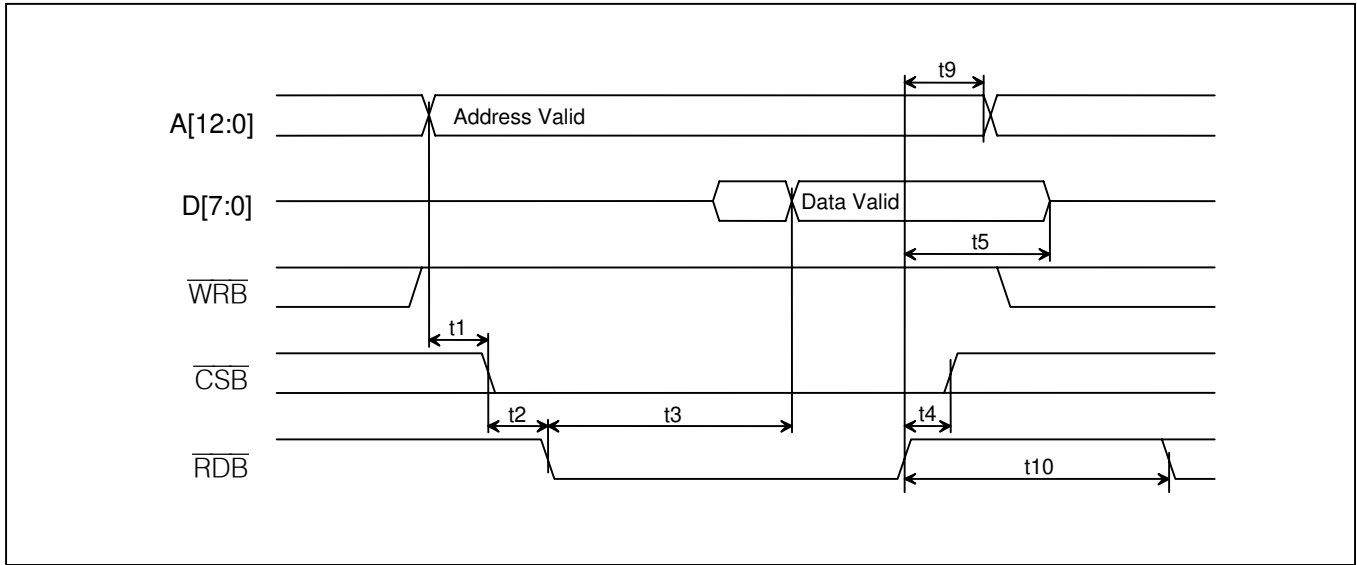 t9
A[12:0]
Address Valid
D[7:0]
Data Valid
t5
WRB
t1
CSB
t2
t3
t4
RDB
t10